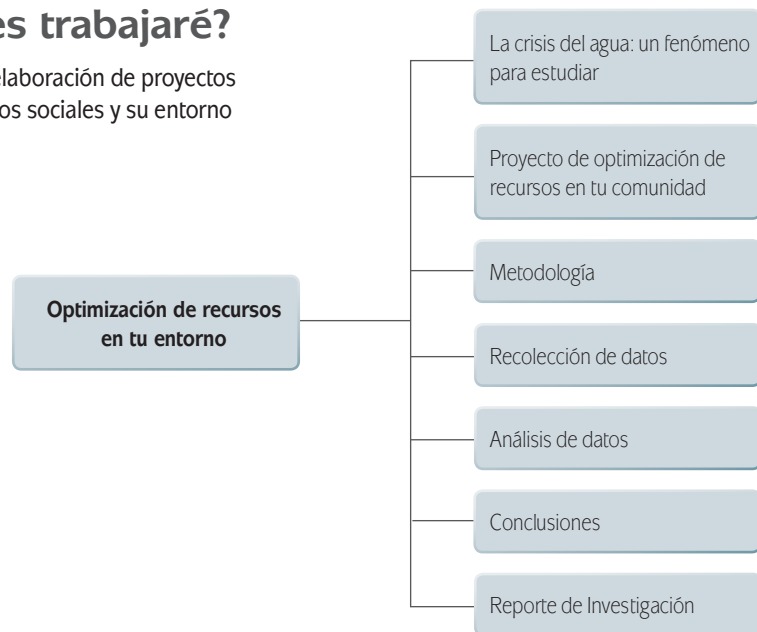 es trabajaré?
elaboración de proyectos
os sociales y su entorno
La crisis del agua: un fenómeno
para estudiar
Proyecto de optimización de
recursos en tu comunidad
Metodología
Optimización de recursos
en tu entorno
Recolección de datos
Análisis de datos
Conclusiones
Reporte de Investigación